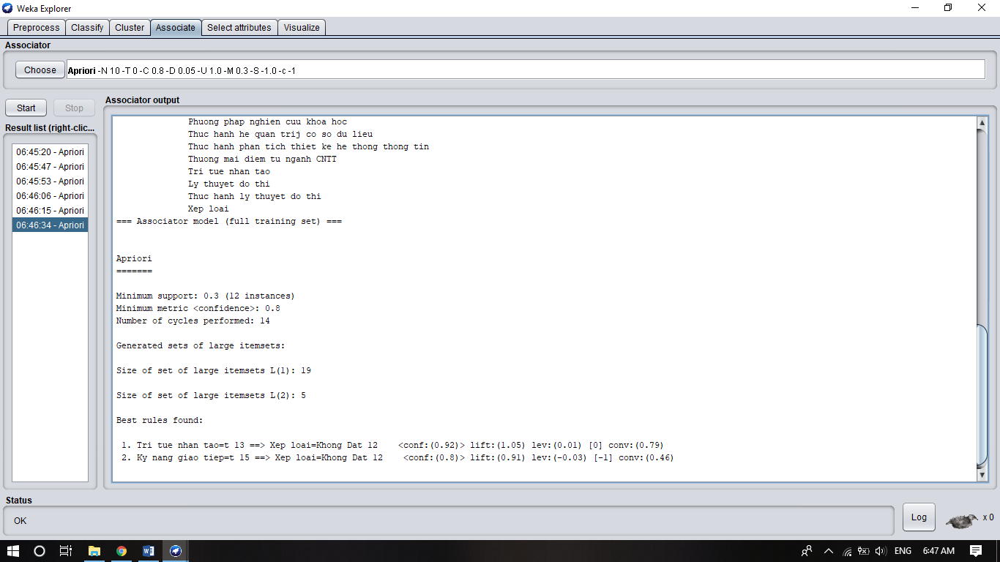 Weka Explorer
Preprocess Classify Cluster Associate Select attributes Visualize
Associator
Choose Apriori -N 10 -T 0 -C 0.8 -D 0.05 -U 1.0 -M 0.3 -S -1.0 -c -1
Start Stop
Result list (right-clic...
06:45:20 - Apriori
06:45:47 - Apriori
06:45:53 - Apriori
06:46:06 - Apriori
06:46:15 - Apriori
06:46:34 - Apriori
Associator output
Phuong phap nghien cuu khoa hoc
Thuc hanh he quan trij co so du lieu
Thuc hanh phan tich thiet ke he thong thong tin
Thuong mai diem tu nganh CNTT
Tri tue nhan tao
Ly thuyet do thi
Thuc hanh ly thuyet do thi
Xep loai
=== Associator model (full training set) ===
Apriori
=======
Minimum support: 0.3 (12 instances)
Minimum metric <confidence>: 0.8
Number of cycles performed: 14
Generated sets of large itemsets:
Size of set of large itemsets L(1): 19
Size of set of large itemsets L(2): 5
Best rules found:
1. Tri tue nhan tao=t 13 ==> Xep loai=Khong Dat 12 <conf:(0.92)> lift:(1.05) lev:(0.01) [0] conv:(0.79)
2. Ky nang giao tiep=t 15 ==> Xep loai=Khong Dat 12 <conf:(0.8)> lift:(0.91) lev:(-0.03) [-1] conv:(0.46)
Status
OK
Log x 0
ENG 6:47 AM